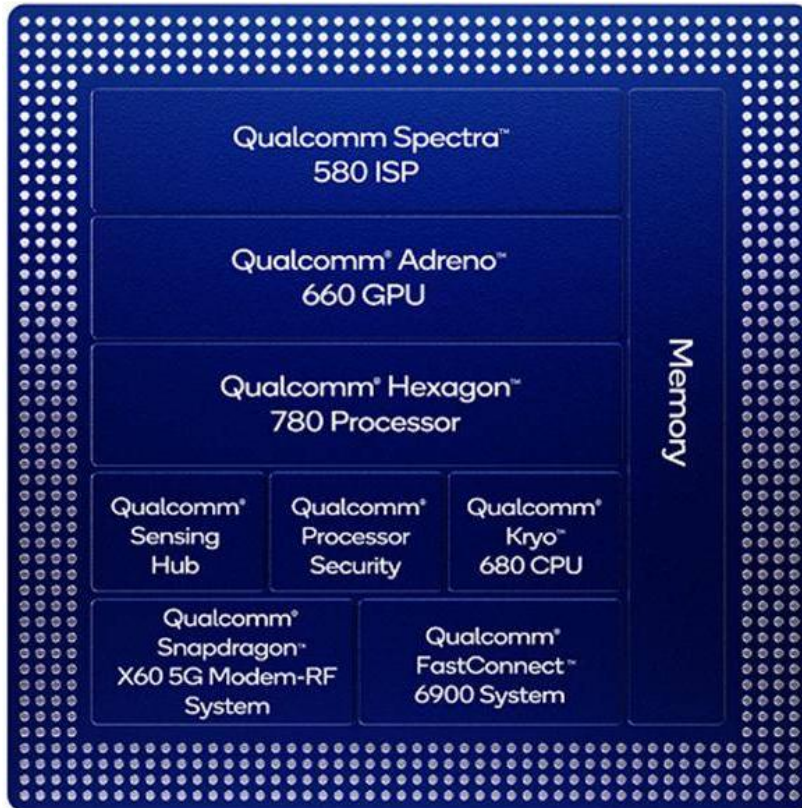 Qualcomm Spectra™
580 ISP
Qualcomm® Adreno™
660 GPU
Qualcomm® Hexagon™
780 Processor
Memory
Qualcomm®
Sensing
Hub
Qualcomm®
Processor
Security
Qualcomm®
Kryo™
680 CPU
Qualcomm®
Snapdragon™
X60 5G Modem-RF
System
Qualcomm®
FastConnect™
6900 System